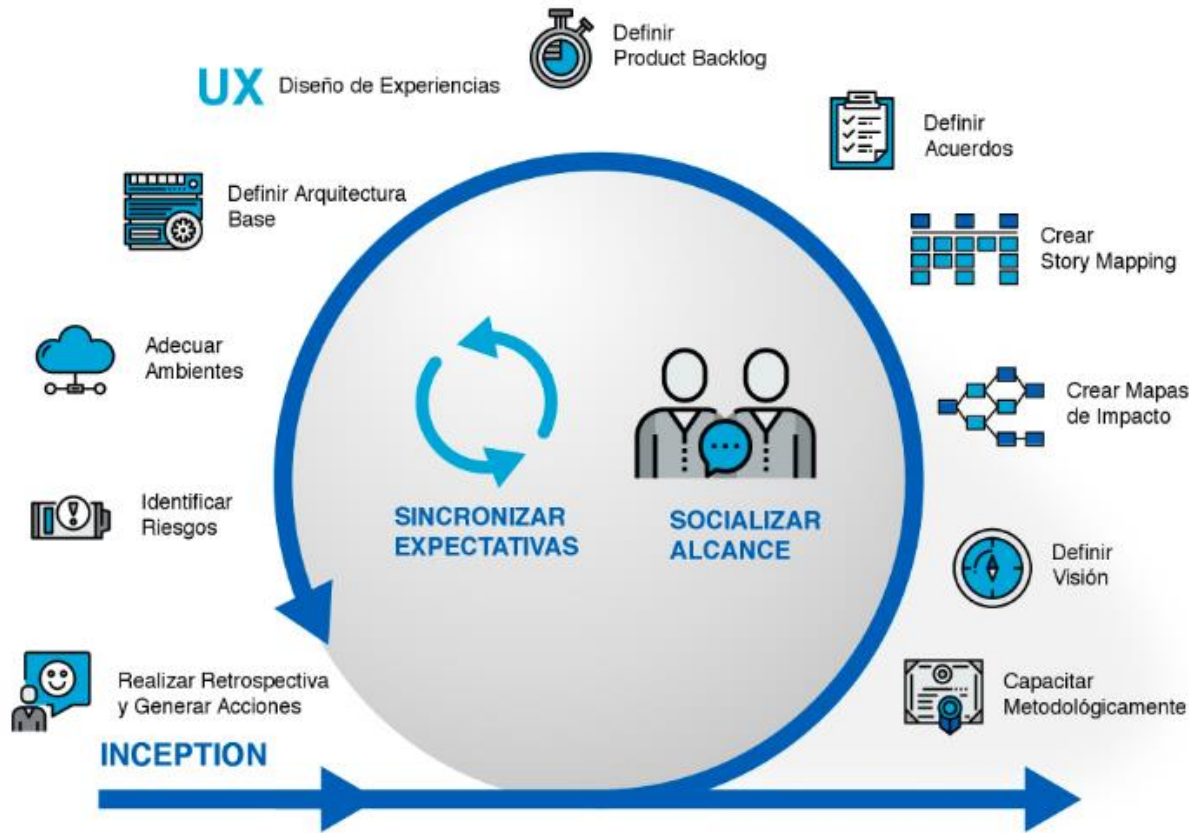 Definir
Product Backlog
UX Diseño de Experiencias
Definir
Acuerdos
Definir Arquitectura
Base
Crear
Story Mapping
Adecuar
Ambientes
Crear Mapas
de Impacto
Identificar
Riesgos
SINCRONIZAR
EXPECTATIVAS
SOCIALIZAR
ALCANCE
Definir
Visión
Realizar Retrospectiva
y Generar Acciones
Capacitar
Metodológicamente
INCEPTION